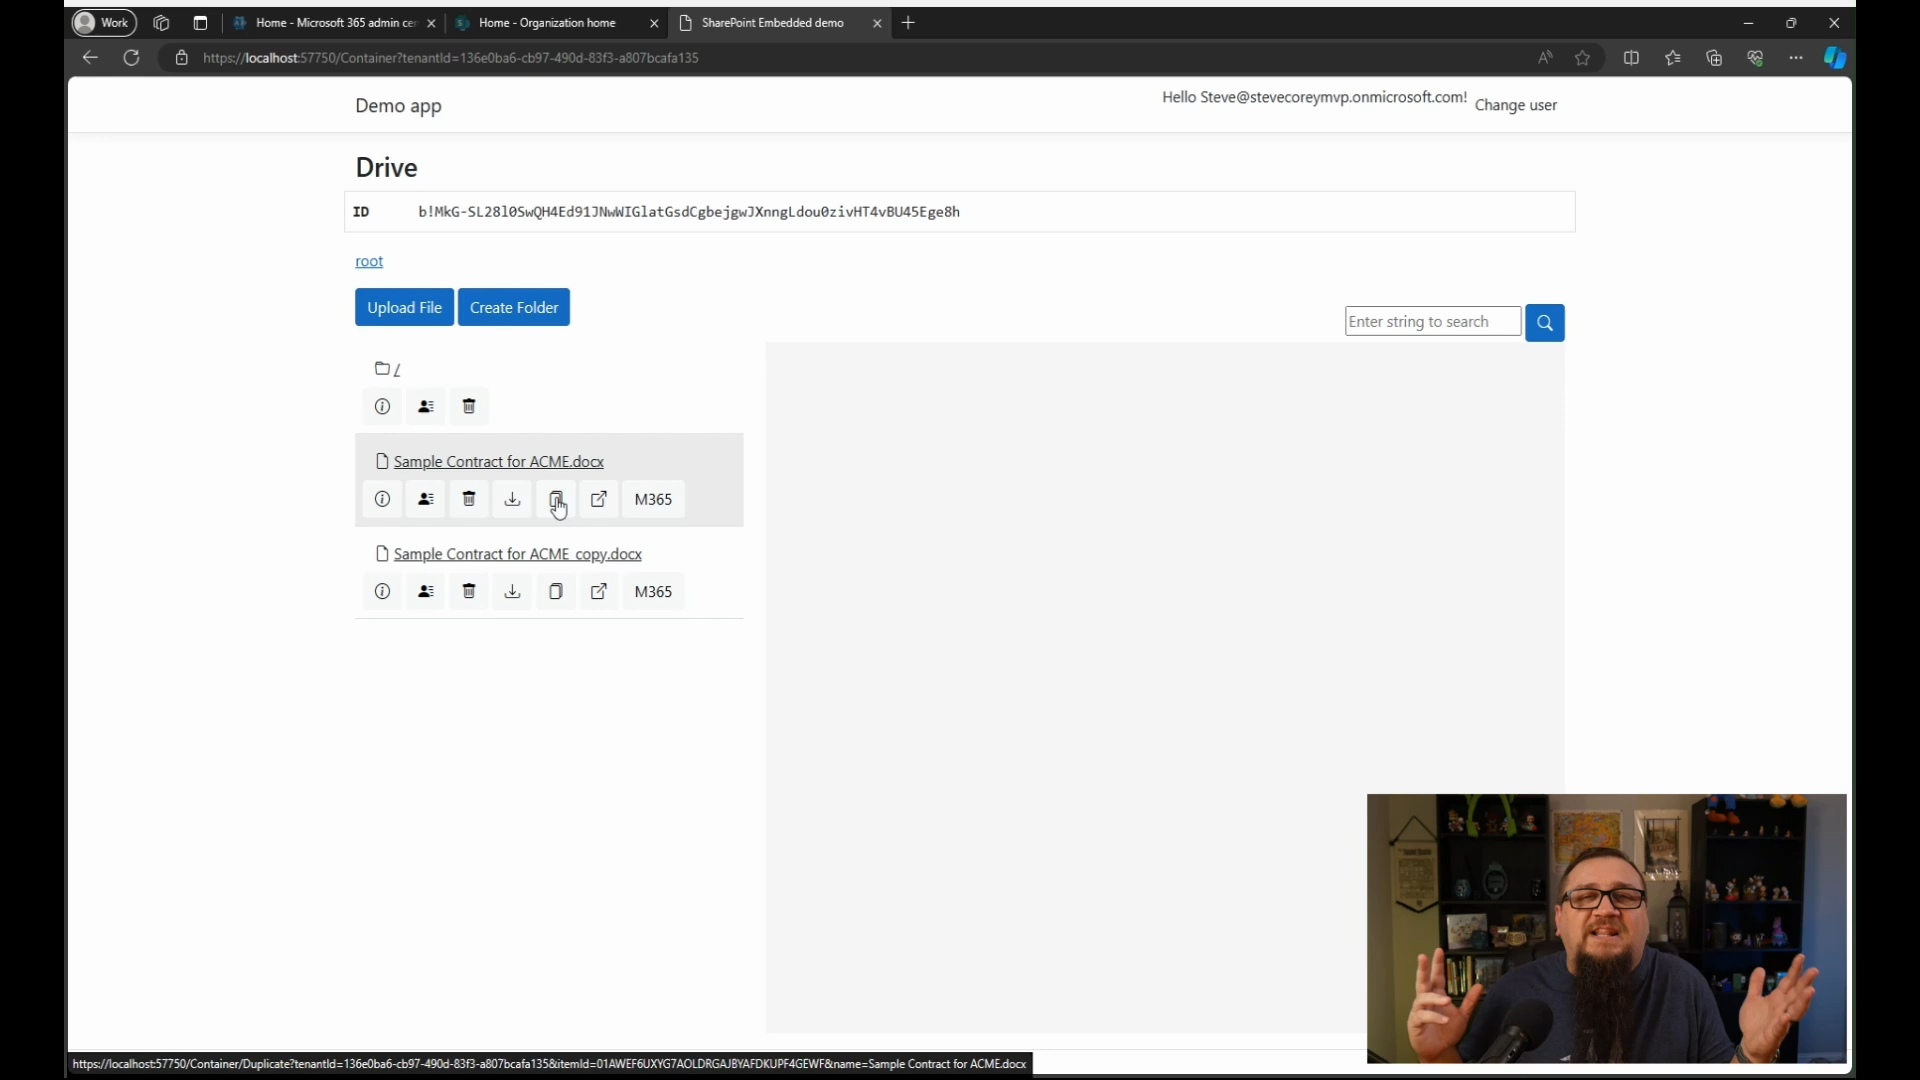 Work
Home - Microsoft 365 admin cer
Home - Organization home
SharePoint Embedded demo
https://localhost:57750/Container?tenantId=136e0ba6-cb97-490d-83f3-a807bcafa135
Demo app
Hello Steve@stevecoreymvp.onmicrosoft.com!
Change user
Drive
ID b!MkG-SL28l0SwQH4Ed91JNwWIGlatGsdCgbejgwJXnngLdou0zivHT4vBU45Ege8h
root
Upload File
Create Folder
Enter string to search
/
Sample Contract for ACME.docx
M365
Sample Contract for ACME_copy.docx
M365
https://localhost:57750/Container/Duplicate?tenantId=136e0ba6-cb97-490d-83f3-a807bcafa135&itemId=01AWEF6UXYG7AOLDRGAJBYAFDKUPF4GEWF&name=Sample Contract for ACME.docx